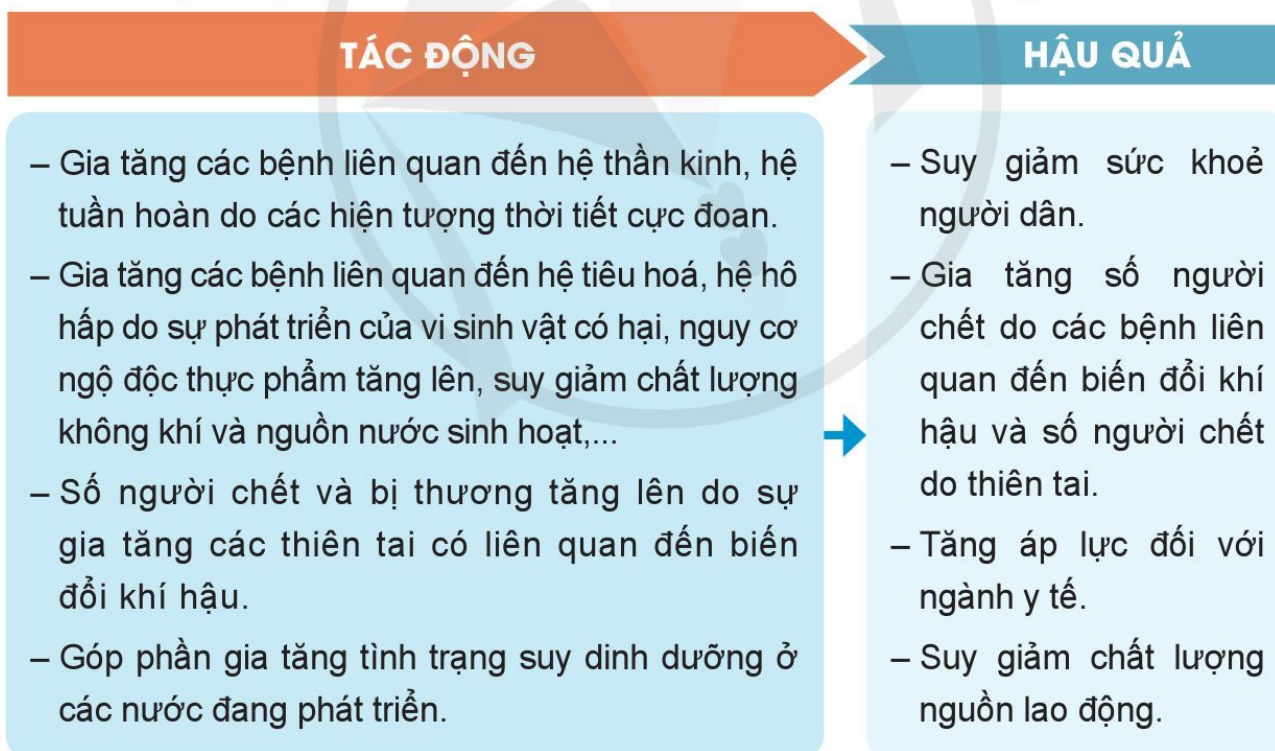 TÁC ĐỘNG
HẬU QUẢ
– Gia tăng các bệnh liên quan đến hệ thần kinh, hệ
tuần hoàn do các hiện tượng thời tiết cực đoan.
– Gia tăng các bệnh liên quan đến hệ tiêu hoá, hệ hô
hấp do sự phát triển của vi sinh vật có hại, nguy cơ
ngộ độc thực phẩm tăng lên, suy giảm chất lượng
không khí và nguồn nước sinh hoạt,...
– Số người chết và bị thương tăng lên do sự
gia tăng các thiên tai có liên quan đến biến
đổi khí hậu.
– Góp phần gia tăng tình trạng suy dinh dưỡng ở
các nước đang phát triển.
– Suy giảm sức khoẻ
người dân.
– Gia tăng số người
chết do các bệnh liên
quan đến biến đổi khí
hậu và số người chết
do thiên tai.
– Tăng áp lực đối với
ngành y tế.
– Suy giảm chất lượng
nguồn lao động.